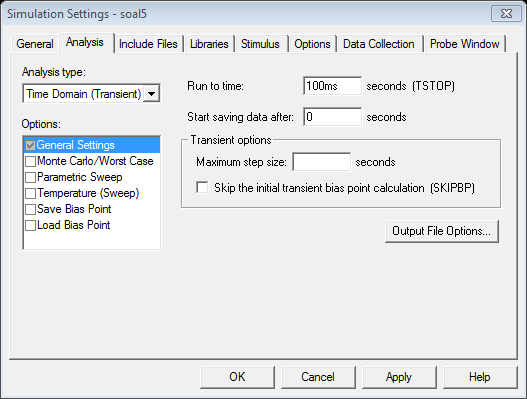 Simulation Settings - soal5
General Analysis Include Files Libraries Stimulus Options Data Collection Probe Window
Analysis type:
Time Domain (Transient)
Options:
General Settings
Monte Carlo/Worst Case
Parametric Sweep
Temperature (Sweep)
Save Bias Point
Load Bias Point
Run to time: 100ms seconds (TSTOP)
Start saving data after: 0 seconds
Transient options
Maximum step size: seconds
Skip the initial transient bias point calculation (SKIPBP)
Output File Options...
OK Cancel Apply Help